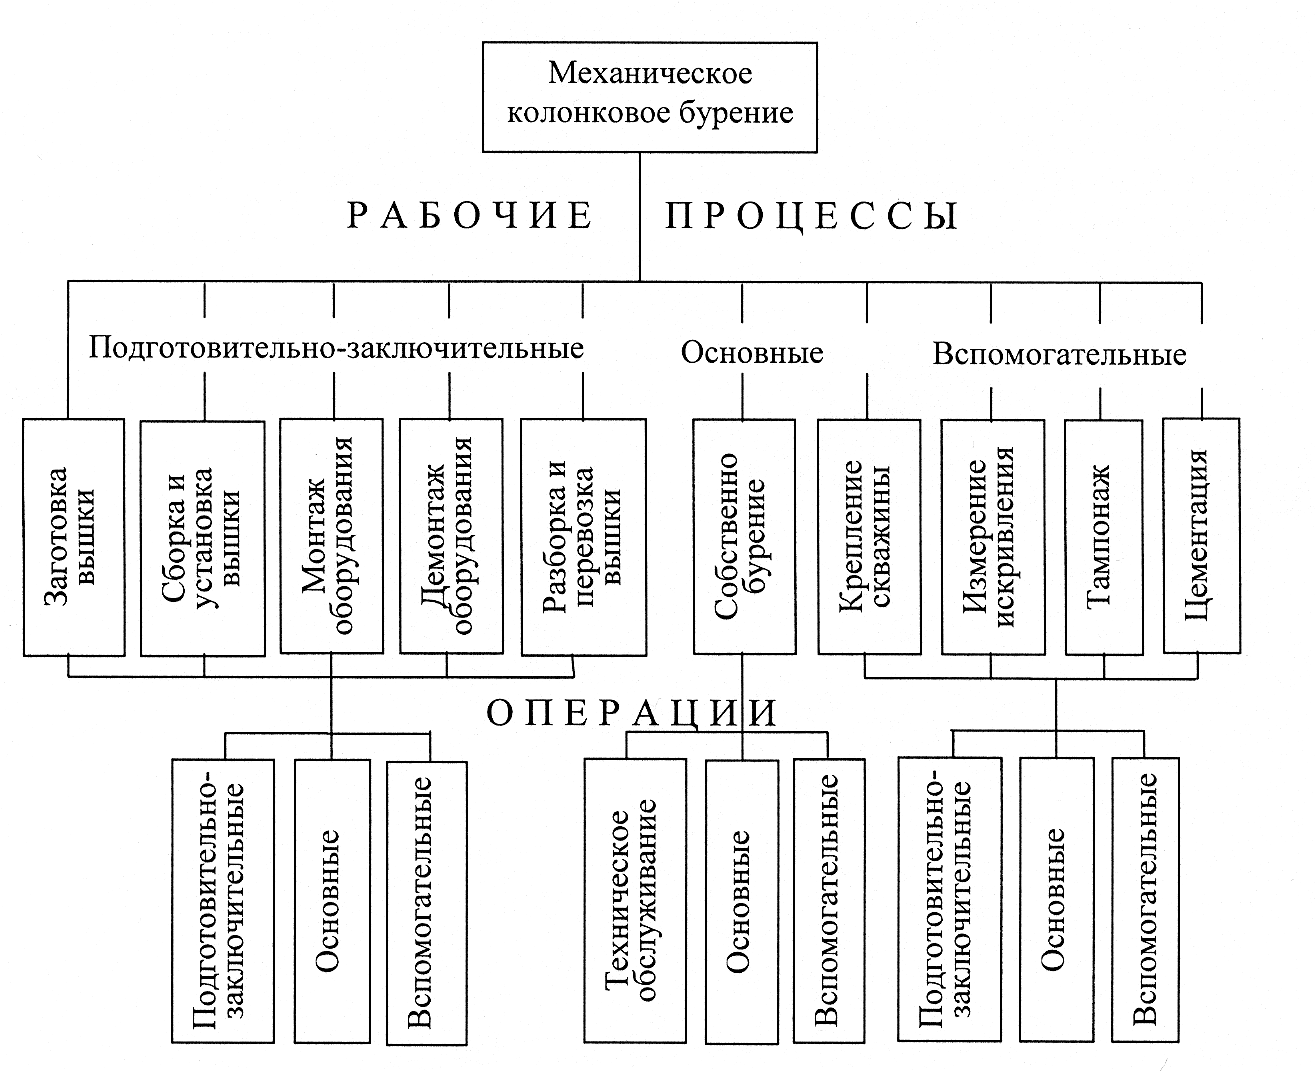 Механическое
колонковое бурение
РАБОЧИЕ ПРОЦЕССЫ
Подготовительно-заключительные
Основные
Вспомогательные
Заготовка
вышки
Сборка и
установка
вышки
Монтаж
оборудования
Демонтаж
оборудования
Разборка и
перевозка
вышки
Собственно
бурение
Крепление
скважины
Измерение
искривления
Тампонаж
Цементация
ОПЕРАЦИИ
Подготовительно-
заключительные
Основные
Вспомогательные
Техническое
обслуживание
Основные
Вспомогательные
Подготовительно-
заключительные
Основные
Вспомогательные